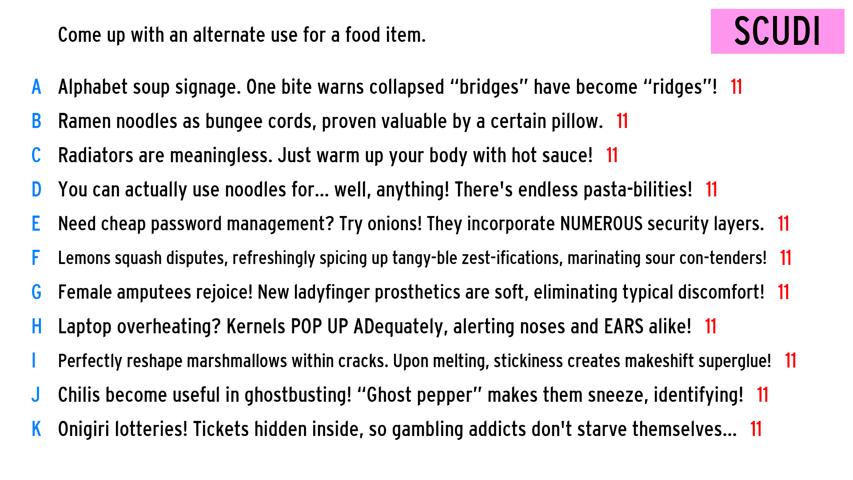 SCUDI
Come up with an alternate use for a food item.
A Alphabet soup signage. One bite warns collapsed “bridges” have become “ridges”! 11
B Ramen noodles as bungee cords, proven valuable by a certain pillow. 11
C Radiators are meaningless. Just warm up your body with hot sauce! 11
D You can actually use noodles for... well, anything! There's endless pasta-bilities! 11
E Need cheap password management? Try onions! They incorporate NUMEROUS security layers. 11
F Lemons squash disputes, refreshingly spicing up tangy-ble zest-ifications, marinating sour con-tenders! 11
G Female amputees rejoice! New ladyfinger prosthetics are soft, eliminating typical discomfort! 11
H Laptop overheating? Kernels POP UP ADequately, alerting noses and EARS alike! 11
I Perfectly reshape marshmallows within cracks. Upon melting, stickiness creates makeshift superglue! 11
J Chilis become useful in ghostbusting! “Ghost pepper” makes them sneeze, identifying! 11
K Onigiri lotteries! Tickets hidden inside, so gambling addicts don't starve themselves... 11